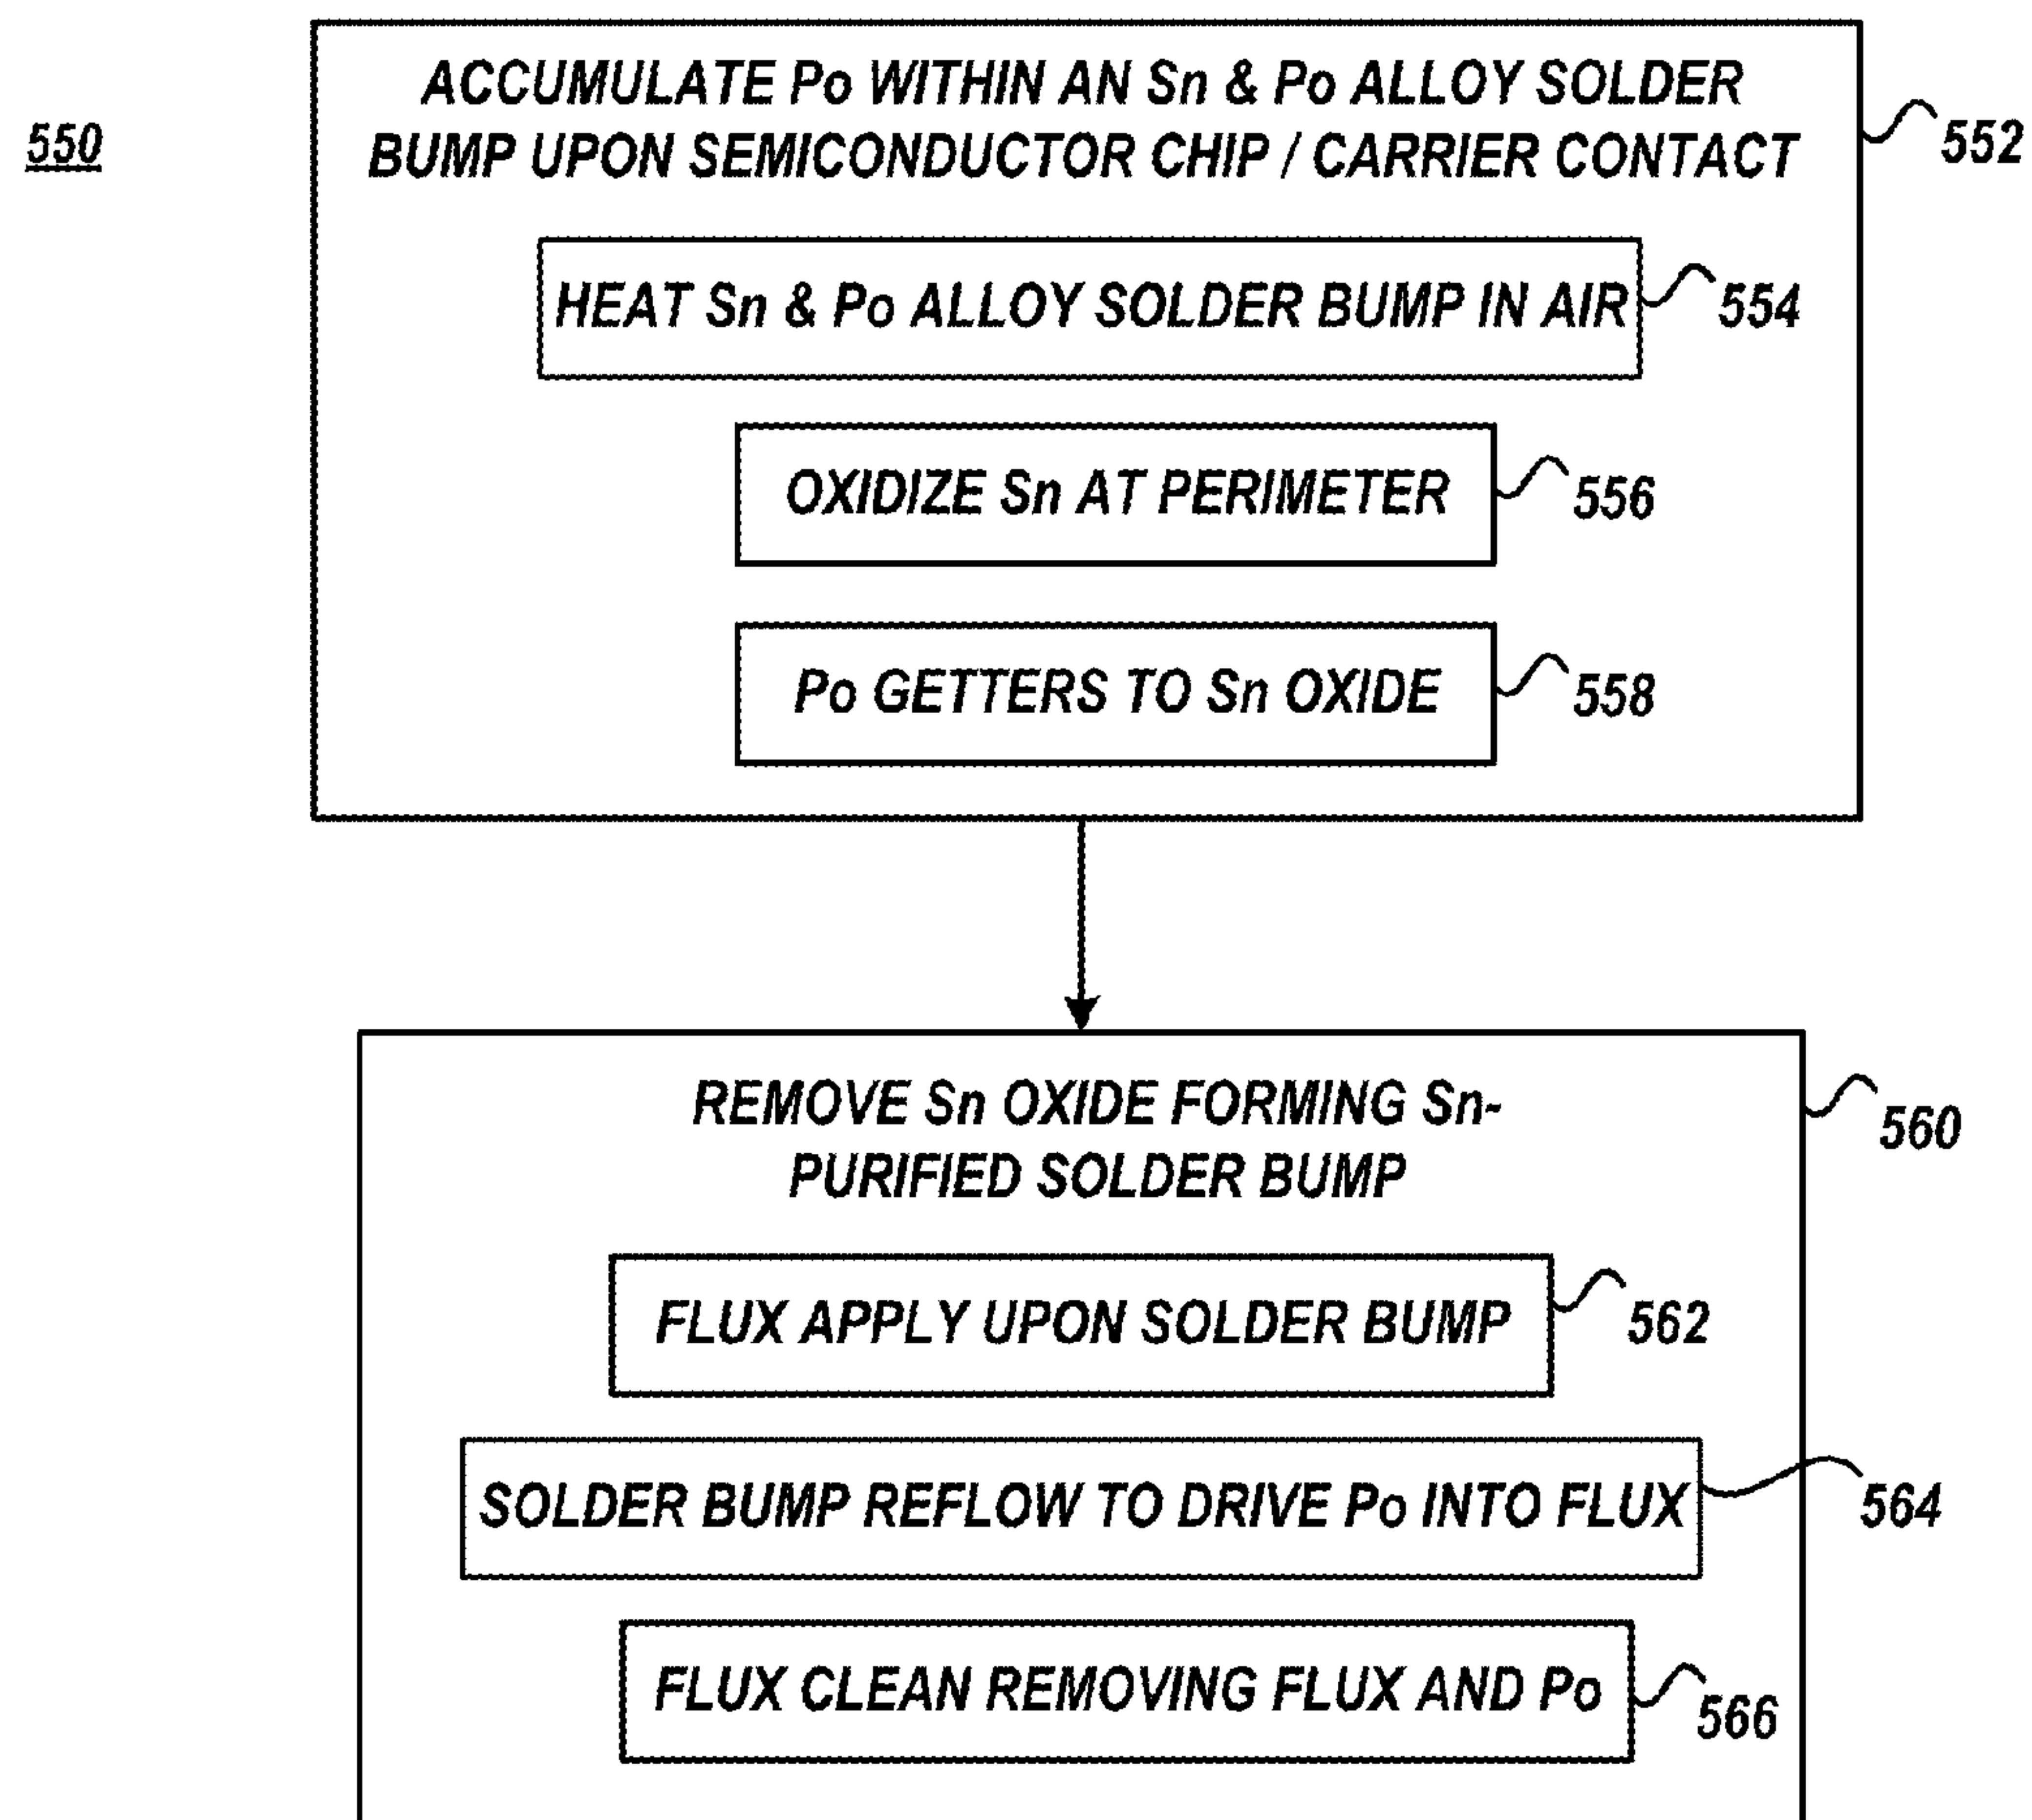 550
ACCUMULATE Po WITHIN AN Sn & Po ALLOY SOLDER
BUMP UPON SEMICONDUCTOR CHIP / CARRIER CONTACT
552
HEAT Sn & Po ALLOY SOLDER BUMP IN AIR
554
OXIDIZE Sn AT PERIMETER
556
Po GETTERS TO Sn OXIDE
558
REMOVE Sn OXIDE FORMING Sn-
PURIFIED SOLDER BUMP
560
FLUX APPLY UPON SOLDER BUMP
562
SOLDER BUMP REFLOW TO DRIVE Po INTO FLUX
564
FLUX CLEAN REMOVING FLUX AND Po
566